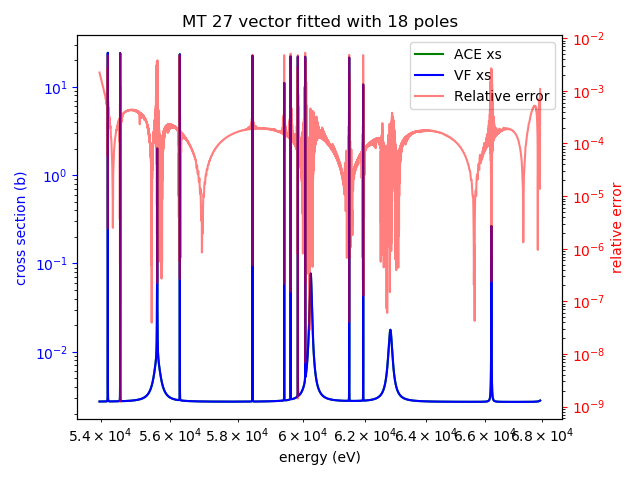 MT 27 vector fitted with 18 poles
ACE xs
VF xs
Relative error
cross section (b)
10¹
10⁰
10⁻¹
10⁻²
10⁻²
10⁻³
10⁻⁴
10⁻⁵
10⁻⁶
10⁻⁷
10⁻⁸
10⁻⁹
relative error
5.4 × 10⁴ 5.6 × 10⁴ 5.8 × 10⁴ 6 × 10⁴ 6.2 × 10⁴ 6.4 × 10⁴ 6.6 × 10⁴ 6.8 × 10⁴
energy (eV)